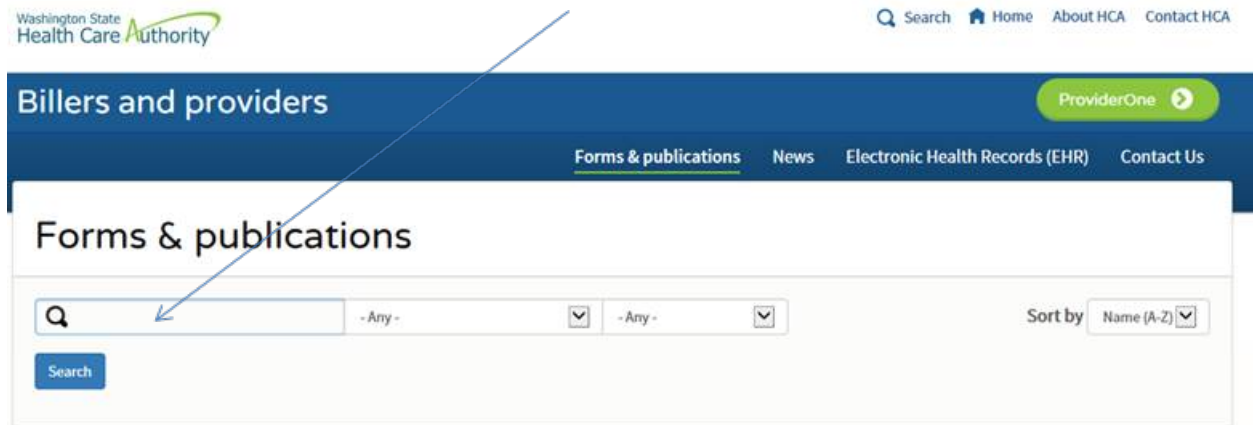 Washington State
Health Care Authority
Search Home About HCA Contact HCA
Billers and providers
ProviderOne
Forms & publications News Electronic Health Records (EHR) Contact Us
Forms & publications
- Any - - Any - Sort by Name (A-Z)
Search